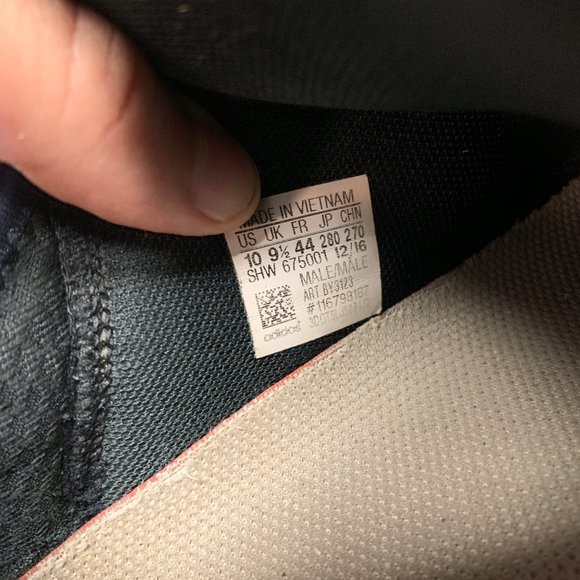 MADE IN VIETNAM
US UK FR JP CHN
10 9½ 44 280 270
SHW 675001 12/16
MALE/MALE
ART BY3123
adidas